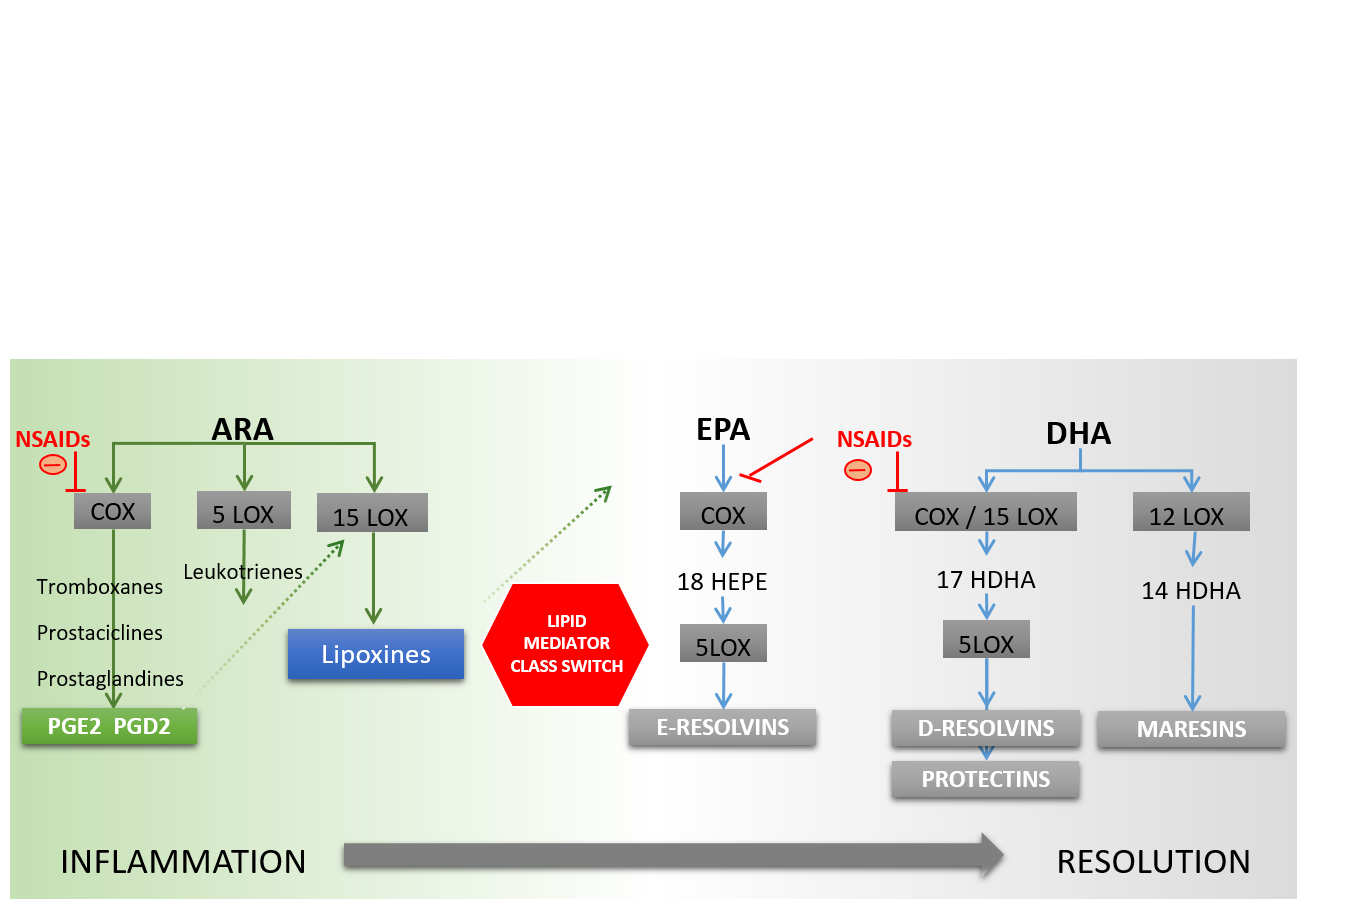 ARA
NSAIDs
COX
5 LOX
15 LOX
Tromboxanes
Leukotrienes
Prostaciclines
Prostaglandines
Lipoxines
PGE2 PGD2
LIPID
MEDIATOR
CLASS SWITCH
EPA
COX
18 HEPE
5LOX
E-RESOLVINS
NSAIDs
DHA
COX / 15 LOX
12 LOX
17 HDHA
14 HDHA
5LOX
D-RESOLVINS
MARESINS
PROTECTINS
INFLAMMATION
RESOLUTION